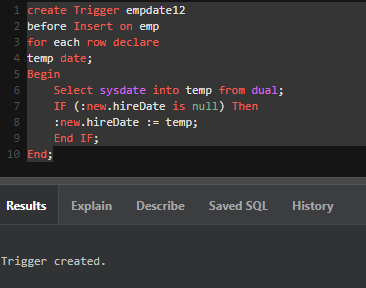 1 create Trigger empdate12
2 before Insert on emp
3 for each row declare
4 temp date;
5 Begin
6 Select sysdate into temp from dual;
7 IF (:new.hireDate is null) Then
8 :new.hireDate := temp;
9 End IF;
10 End;
Results Explain Describe Saved SQL History
Trigger created.